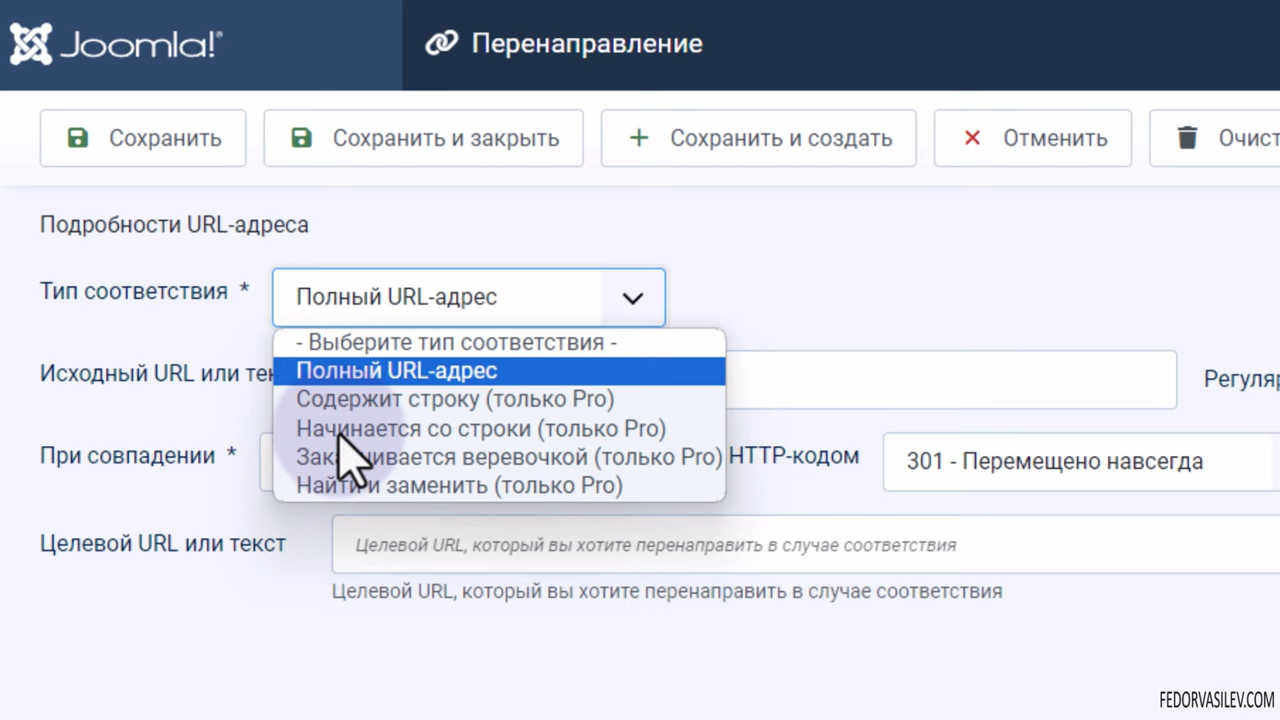 Joomla!
Перенаправление
Сохранить
Сохранить и закрыть
Сохранить и создать
Отменить
Подробности URL-адреса
Тип соответствия *
Полный URL-адрес
- Выберите тип соответствия -
Полный URL-адрес
Содержит строку (только Pro)
Начинается со строки (только Pro)
Заканчивается веревочкой (только Pro)
Найти и заменить (только Pro)
Исходный URL или
При совпадении *
HTTP-кодом
301 - Перемещено навсегда
Целевой URL или текст
Целевой URL, который вы хотите перенаправить в случае соответствия
Целевой URL, который вы хотите перенаправить в случае соответствия
FEDORVASILEV.COM